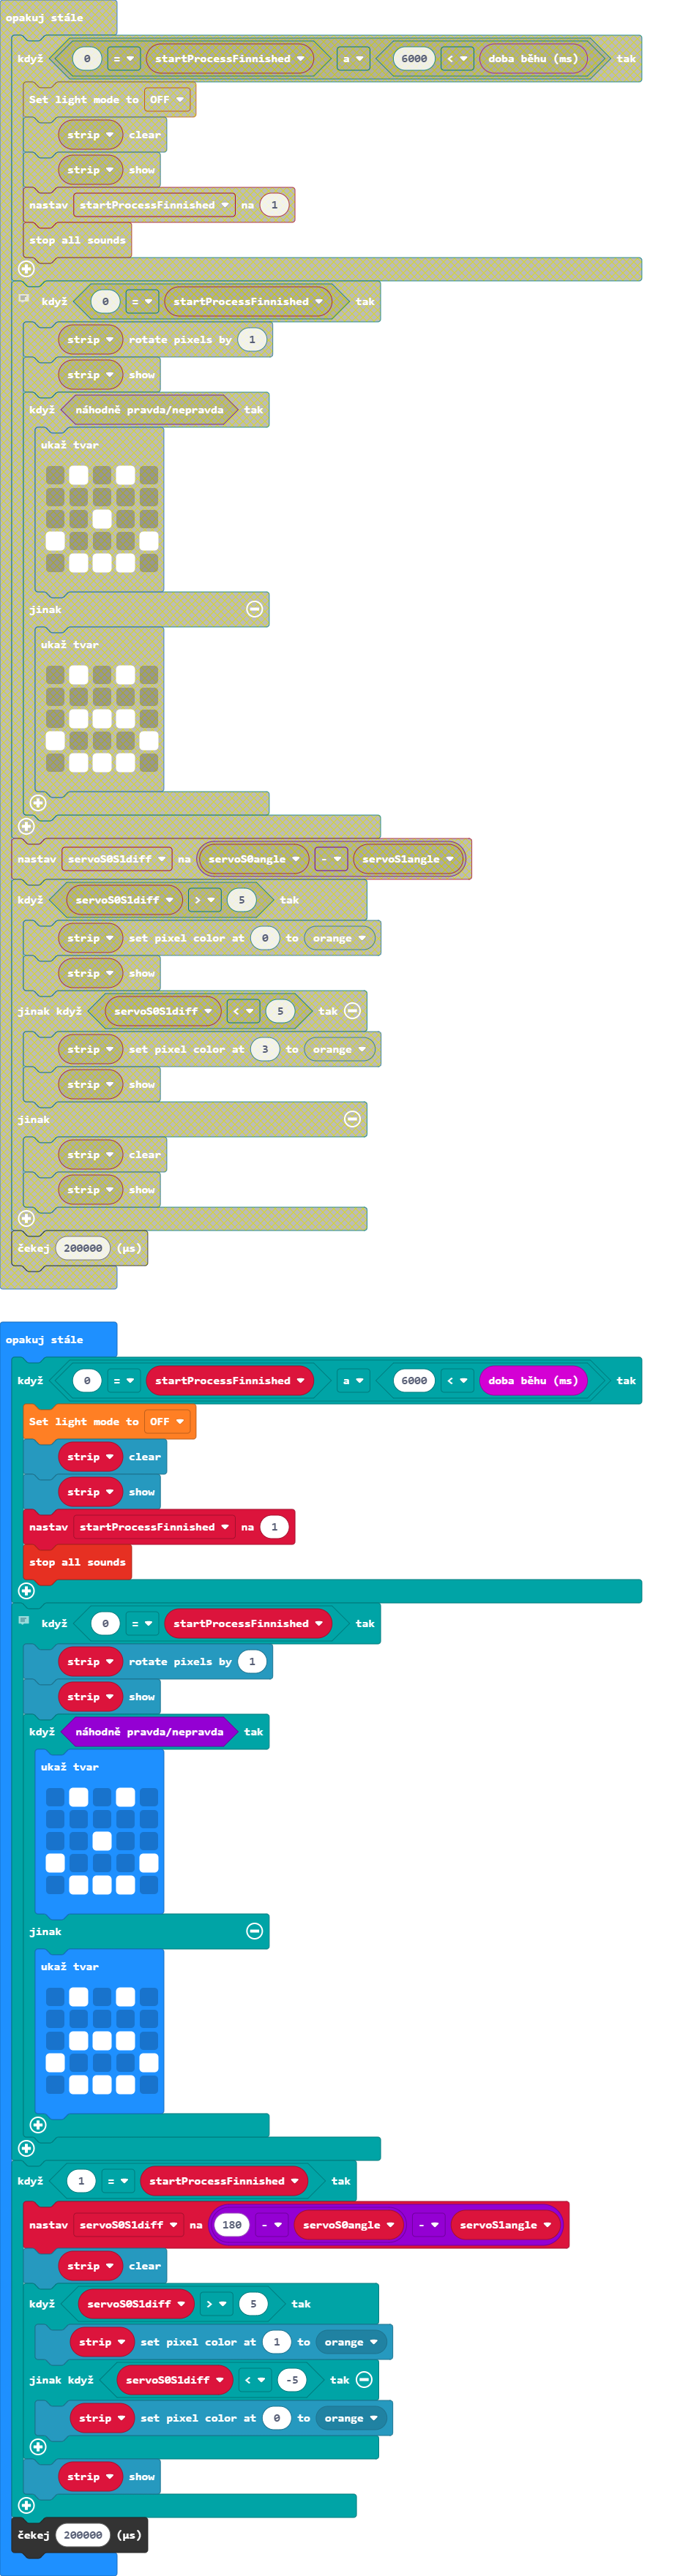 opakuj stále
když 0 = startProcessFinnished a 6000 < doba běhu (ms) tak
Set light mode to OFF
strip clear
strip show
nastav startProcessFinnished na 1
stop all sounds
když 0 = startProcessFinnished tak
strip rotate pixels by 1
strip show
když náhodně pravda/nepravda tak
ukaž tvar
jinak
ukaž tvar
nastav servoS0S1diff na servoS0angle - servoS1angle
když servoS0S1diff > 5 tak
strip set pixel color at 0 to orange
strip show
jinak když servoS0S1diff < 5 tak
strip set pixel color at 3 to orange
strip show
jinak
strip clear
strip show
čekej 200000 (µs)
opakuj stále
když 0 = startProcessFinnished a 6000 < doba běhu (ms) tak
Set light mode to OFF
strip clear
strip show
nastav startProcessFinnished na 1
stop all sounds
když 0 = startProcessFinnished tak
strip rotate pixels by 1
strip show
když náhodně pravda/nepravda tak
ukaž tvar
jinak
ukaž tvar
když 1 = startProcessFinnished tak
nastav servoS0S1diff na 180 - servoS0angle - servoS1angle
strip clear
když servoS0S1diff > 5 tak
strip set pixel color at 1 to orange
jinak když servoS0S1diff < -5 tak
strip set pixel color at 0 to orange
strip show
čekej 200000 (µs)